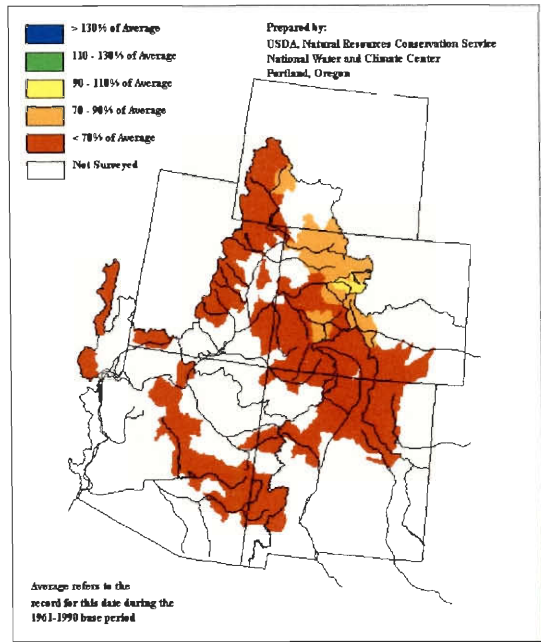 > 130% of Average
110 - 130% of Average
90 - 110% of Average
70 - 90% of Average
< 70% of Average
Not Surveyed
Prepared by:
USDA, Natural Resources Conservation Service
National Water and Climate Center
Portland, Oregon
Average refers to the
record for this date during the
1961-1990 base period